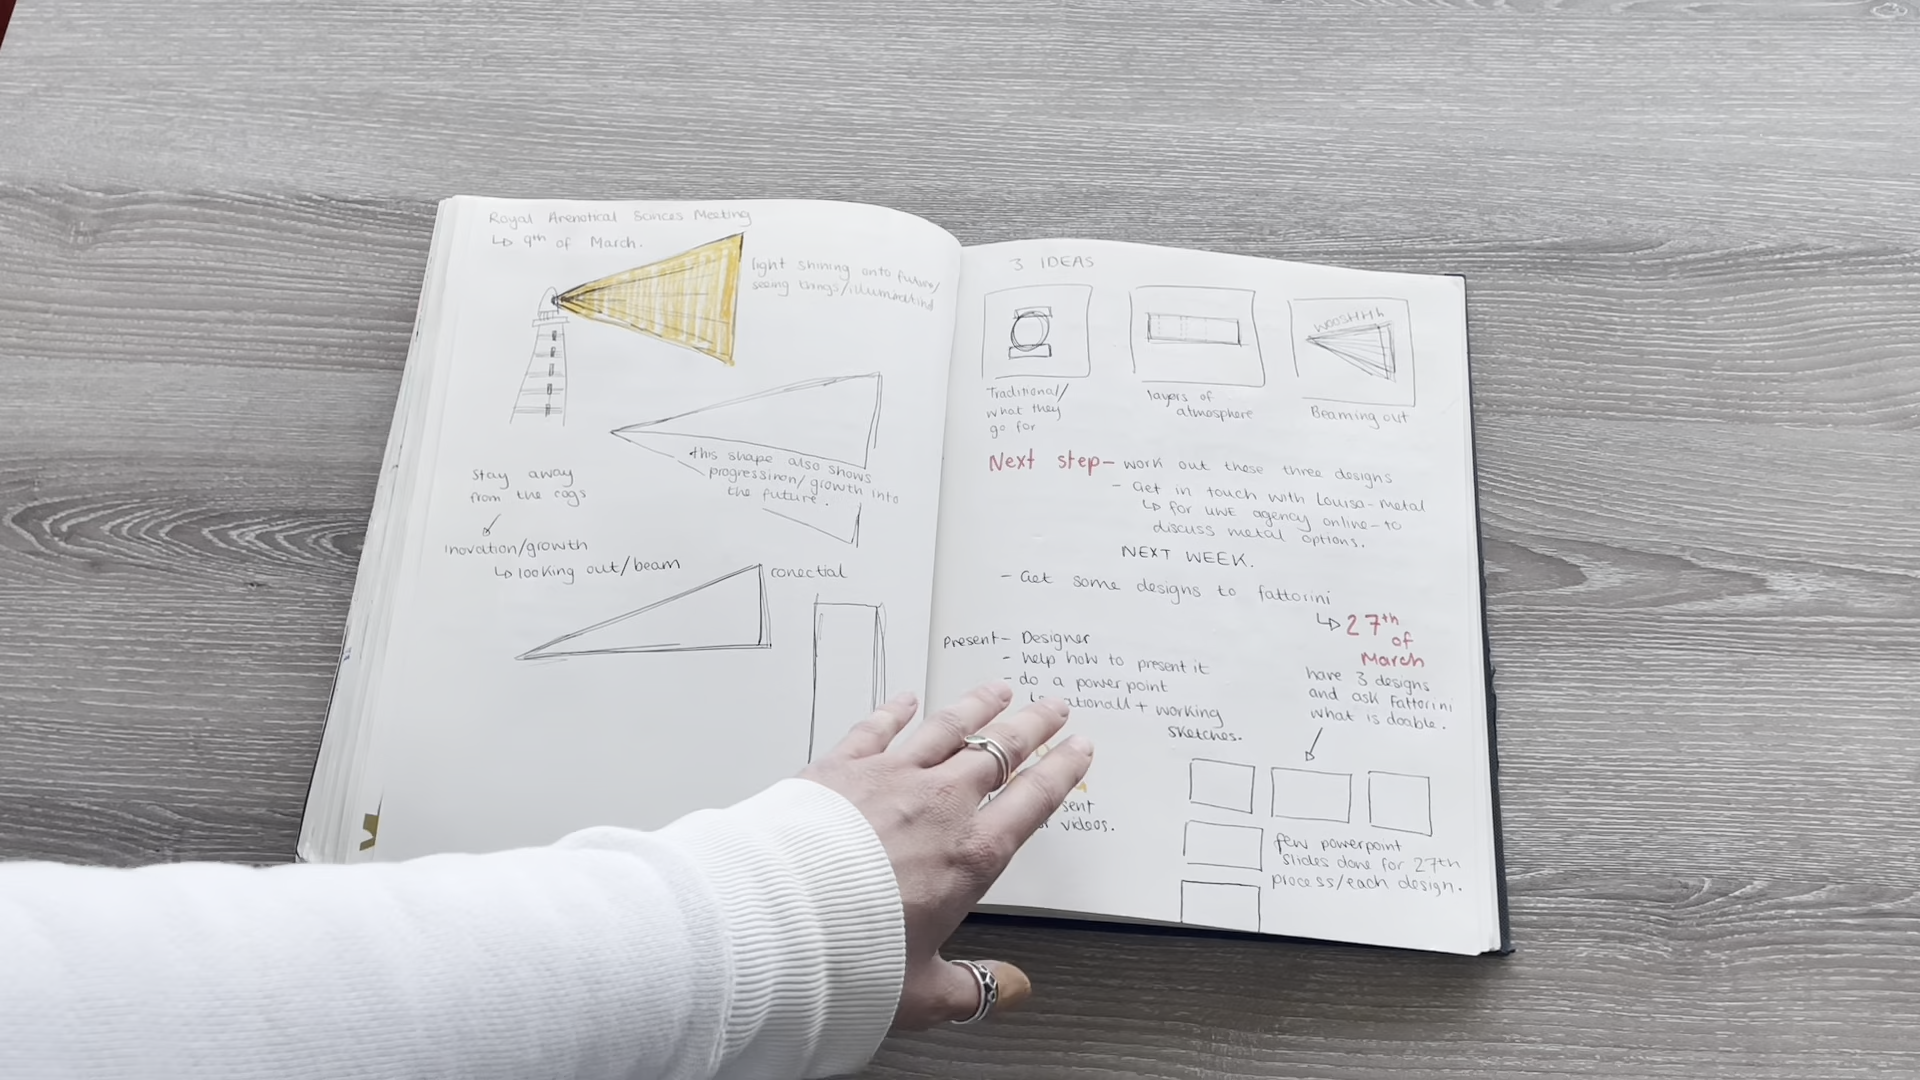 Royal Arenotical Scinces Meeting
↳ 9th of March.
light shining onto future/
seeing things/illuminating
this shape also shows
progressinon/ growth into
the future.
Stay away
from the cogs
Inovation/growth
↳ looking out/beam
conectial
3 IDEAS
Traditional/
what they
go for
layers of
atmosphere
WOOSHHh
Beaming out
Next step- work out these three designs
- Get in touch with Louisa-metal
↳ for UWE agency online-to
discuss metal options.
NEXT WEEK.
- Get some designs to fattorini
↳ 27th
of
March
have 3 designs
and ask Fattorini
what is doable.
Present- Designer
- help how to present it
- do a powerpoint
+ working
sketches.
videos.
few powerpoint
slides done for 27th
process/each design.